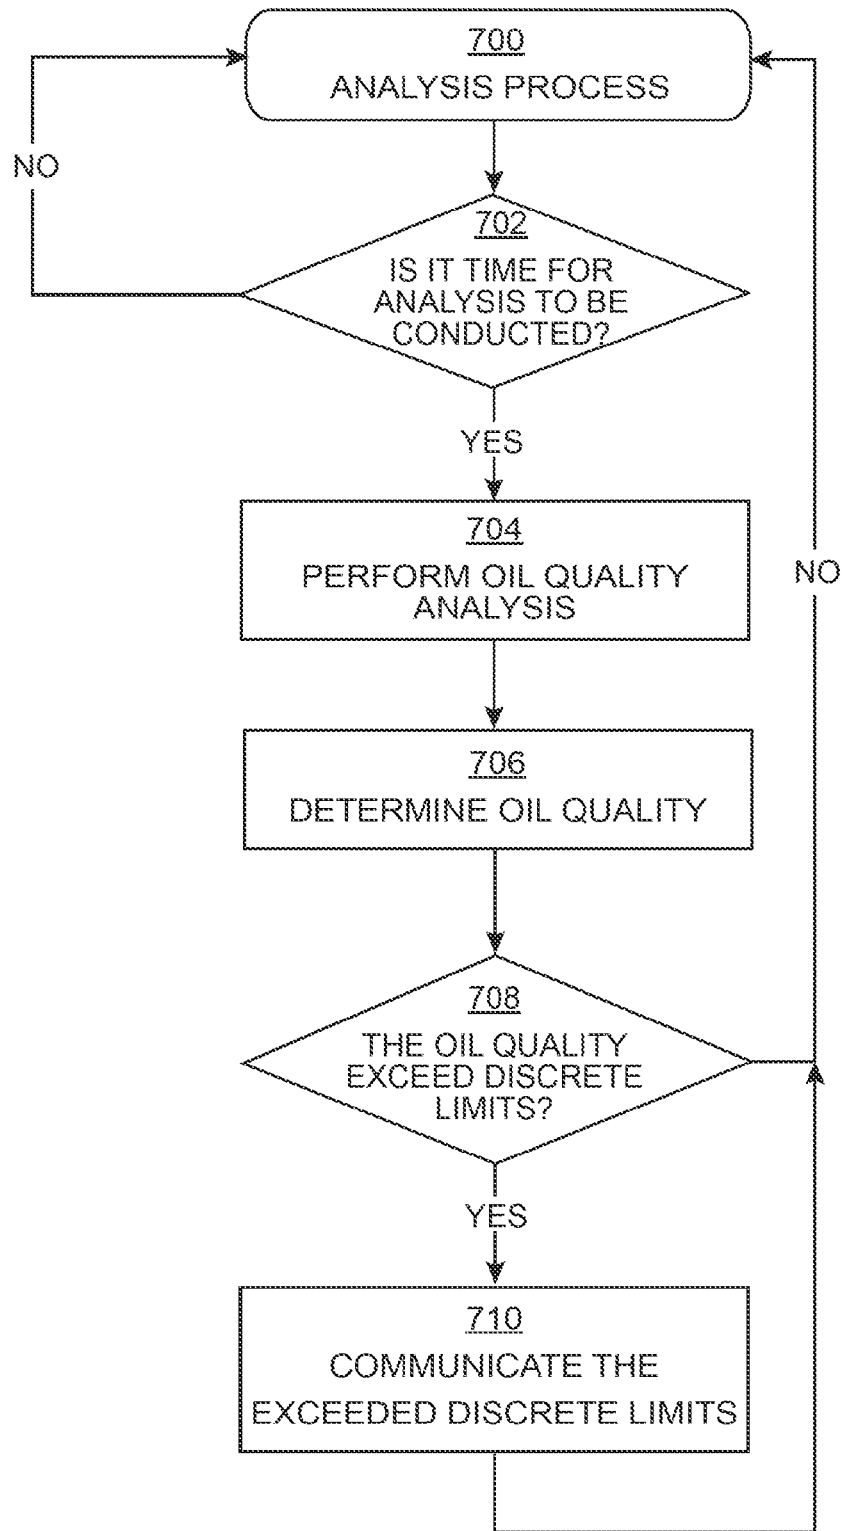 700
ANALYSIS PROCESS
NO
702
IS IT TIME FOR
ANALYSIS TO BE
CONDUCTED?
YES
704
PERFORM OIL QUALITY
ANALYSIS
NO
706
DETERMINE OIL QUALITY
708
THE OIL QUALITY
EXCEED DISCRETE
LIMITS?
YES
710
COMMUNICATE THE
EXCEEDED DISCRETE LIMITS